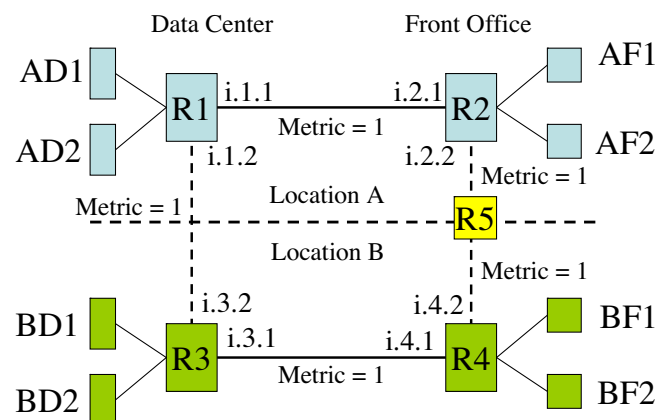 Data Center
Front Office
AD1
AD2
R1
i.1.1
i.2.1
R2
AF1
AF2
Metric = 1
i.1.2
i.2.2
Metric = 1
Metric = 1
Location A
R5
Location B
Metric = 1
BD1
BD2
i.3.2
i.4.2
R3
i.3.1
i.4.1
R4
BF1
BF2
Metric = 1